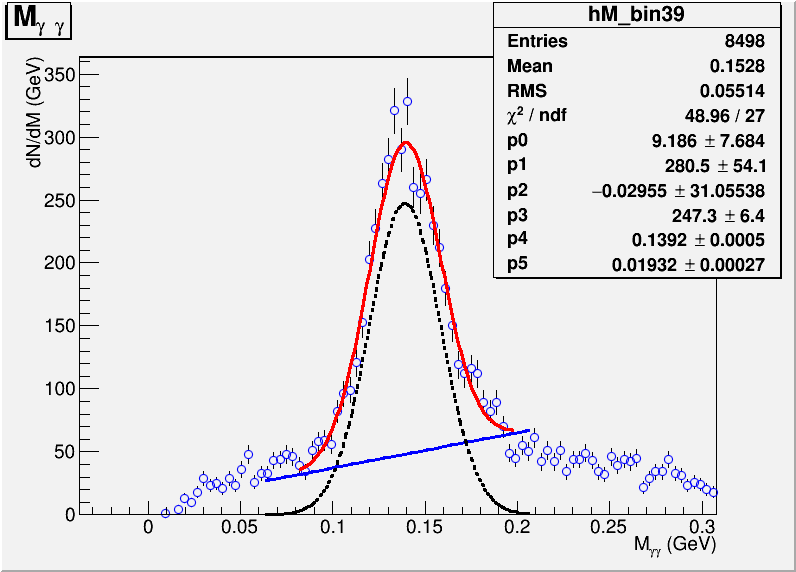 M_γ γ
hM_bin39
Entries 8498
Mean 0.1528
RMS 0.05514
χ² / ndf 48.96 / 27
p0 9.186 ± 7.684
p1 280.5 ± 54.1
p2 −0.02955 ± 31.05538
p3 247.3 ± 6.4
p4 0.1392 ± 0.0005
p5 0.01932 ± 0.00027
dN/dM (GeV)
350
300
250
200
150
100
50
0
0 0.05 0.1 0.15 0.2 0.25 0.3
M_γγ (GeV)